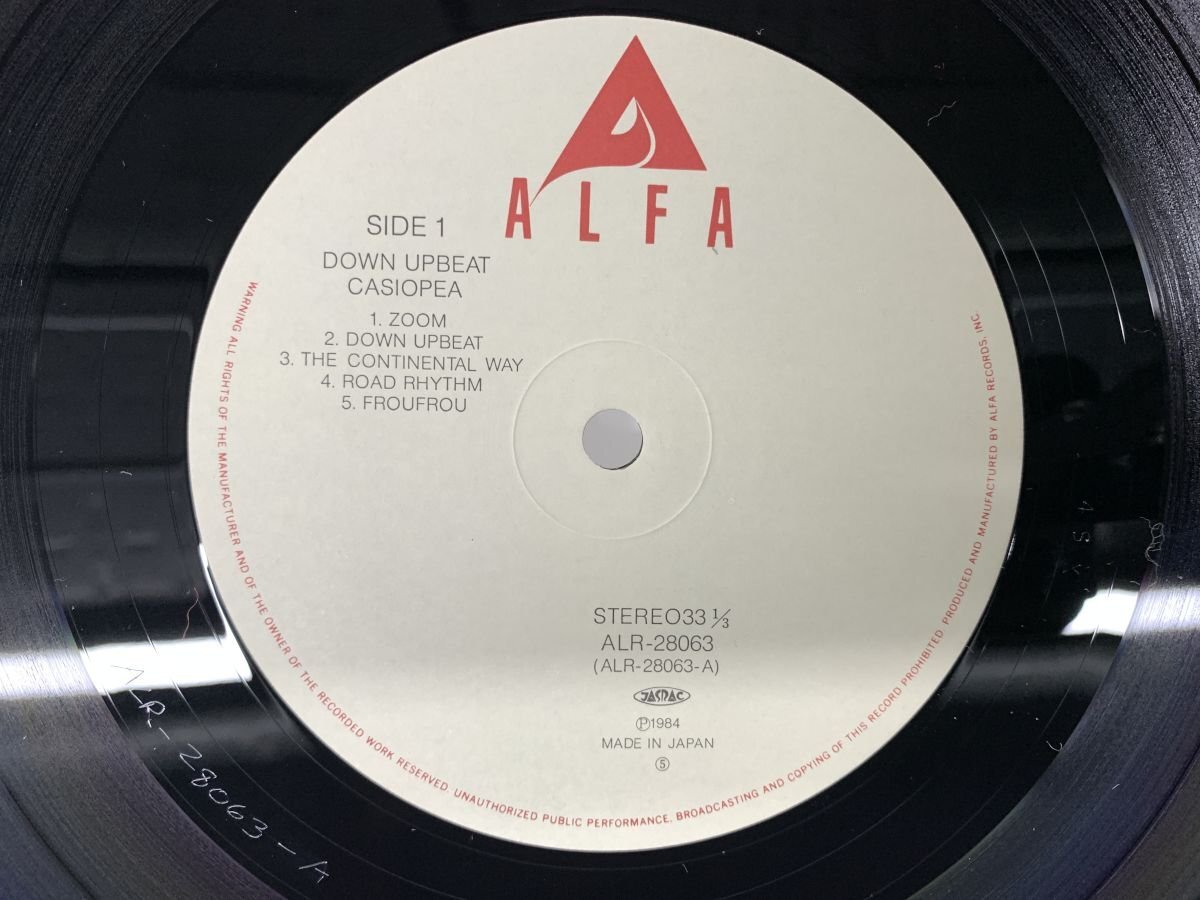 ALFA
SIDE 1
DOWN UPBEAT
CASIOPEA
1. ZOOM
2. DOWN UPBEAT
3. THE CONTINENTAL WAY
4. ROAD RHYTHM
5. FROUFROU
STEREO33 1/3
ALR-28063
(ALR-28063-A)
JASRAC
Ⓟ1984
MADE IN JAPAN
⑤
WARNING ALL RIGHTS OF THE MANUFACTURER AND OF THE OWNER OF THE RECORDED WORK RESERVED. UNAUTHORIZED PUBLIC PERFORMANCE, BROADCASTING AND COPYING OF THIS RECORD PROHIBITED. PRODUCED AND MANUFACTURED BY ALFA RECORDS, INC.
ALR-28063-A